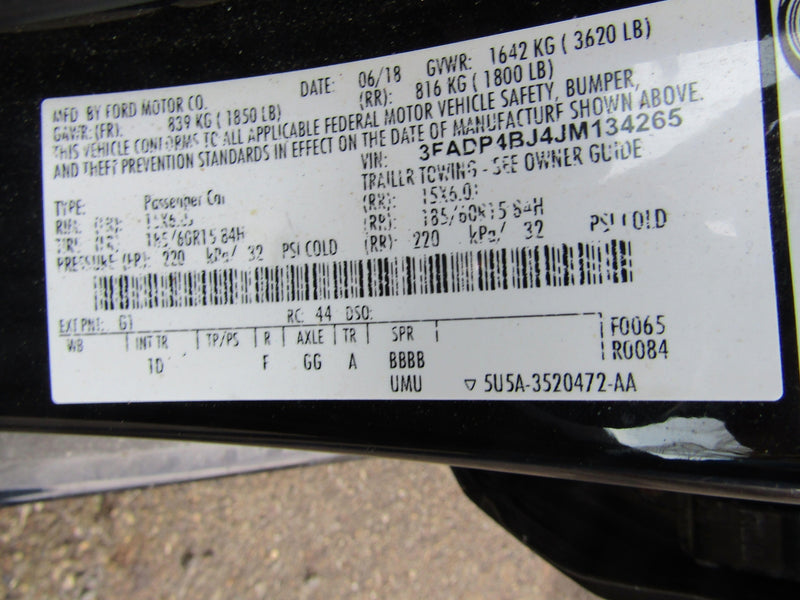 MFD BY FORD MOTOR CO. DATE: 06/18 GVWR: 1642 KG ( 3620 LB)
GAWR: (FR): 839 KG ( 1850 LB) (RR): 816 KG ( 1800 LB)
THIS VEHICLE CONFORMS TO ALL APPLICABLE FEDERAL MOTOR VEHICLE SAFETY, BUMPER,
AND THEFT PREVENTION STANDARDS IN EFFECT ON THE DATE OF MANUFACTURE SHOWN ABOVE.
VIN: 3FADP4BJ4JM134265
TRAILER TOWING - SEE OWNER GUIDE
TYPE: Passenger Car
(RR): 15X6.0J
185/60R15 84H (RR): 185/60R15 84H
PRESSURE (FR): 220 kPa/ 32 PSI COLD (RR): 220 kPa/ 32 PSI COLD
EXT PNT: G1 RC: 44 DSO:
WB INT TR TP/PS R AXLE TR SPR F0065
1D F GG A BBBB R0084
UMU ▽ 5U5A-3520472-AA